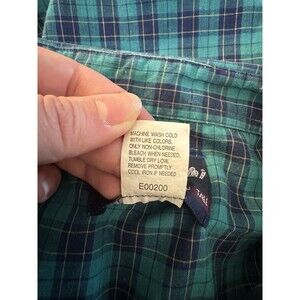 MACHINE WASH COLD
WITH LIKE COLORS.
ONLY NON-CHLORINE
BLEACH WHEN NEEDED.
TUMBLE DRY LOW.
REMOVE PROMPTLY
COOL IRON IF NEEDED
E00200